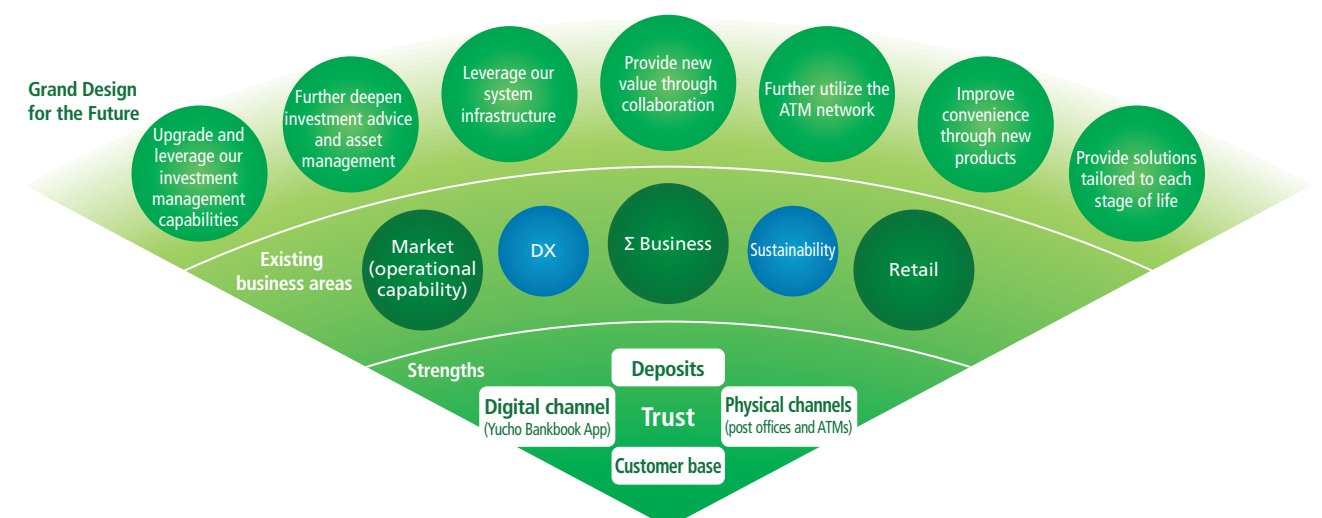 Grand Design
for the Future
Upgrade and
leverage our
investment
management
capabilities
Further deepen
investment advice
and asset
management
Leverage our
system
infrastructure
Provide new
value through
collaboration
Further utilize the
ATM network
Improve
convenience
through new
products
Provide solutions
tailored to each
stage of life
Existing
business areas
Market
(operational
capability)
DX
Σ Business
Sustainability
Retail
Strengths
Deposits
Digital channel
(Yucho Bankbook App)
Trust
Physical channels
(post offices and ATMs)
Customer base